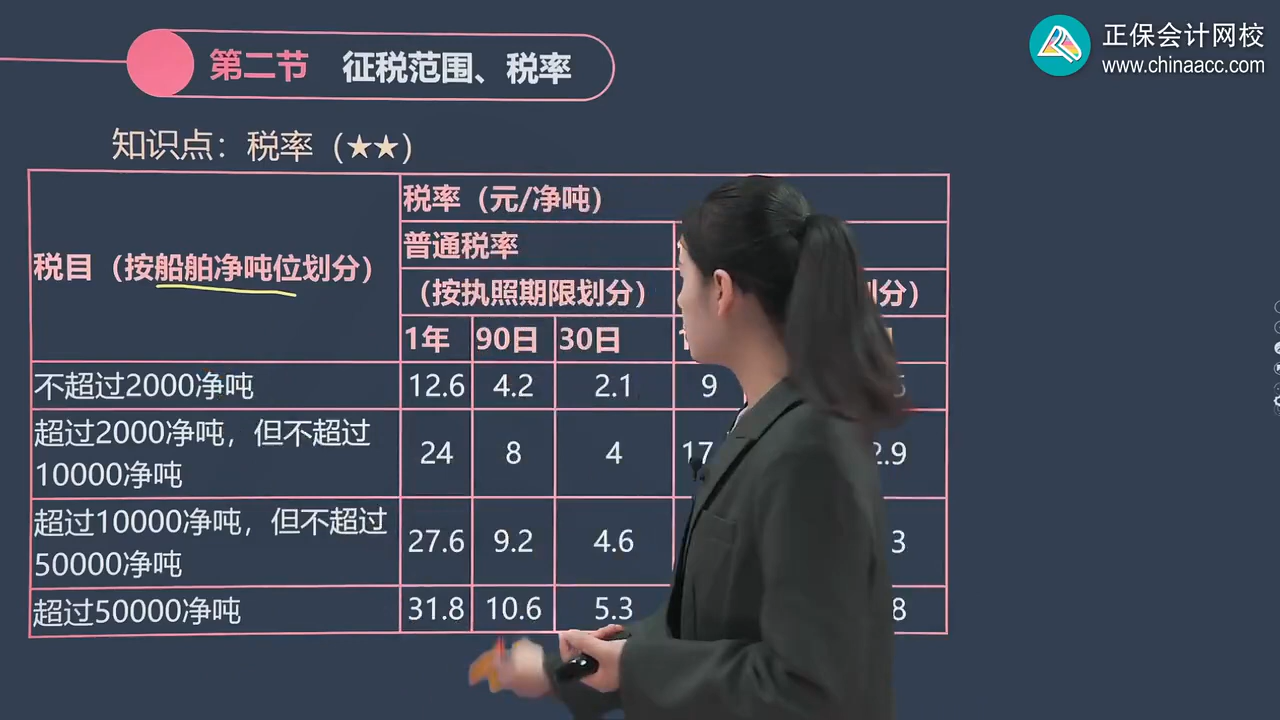 正保会计网校
www.chinaacc.com
第二节 征税范围、税率
知识点：税率（★★）
税目（按船舶净吨位划分）
税率（元/净吨）
普通税率
（按执照期限划分）
分）
1年 90日 30日
不超过2000净吨 12.6 4.2 2.1 9
超过2000净吨，但不超过
10000净吨 24 8 4 17 2.9
超过10000净吨，但不超过
50000净吨 27.6 9.2 4.6 3
超过50000净吨 31.8 10.6 5.3 8